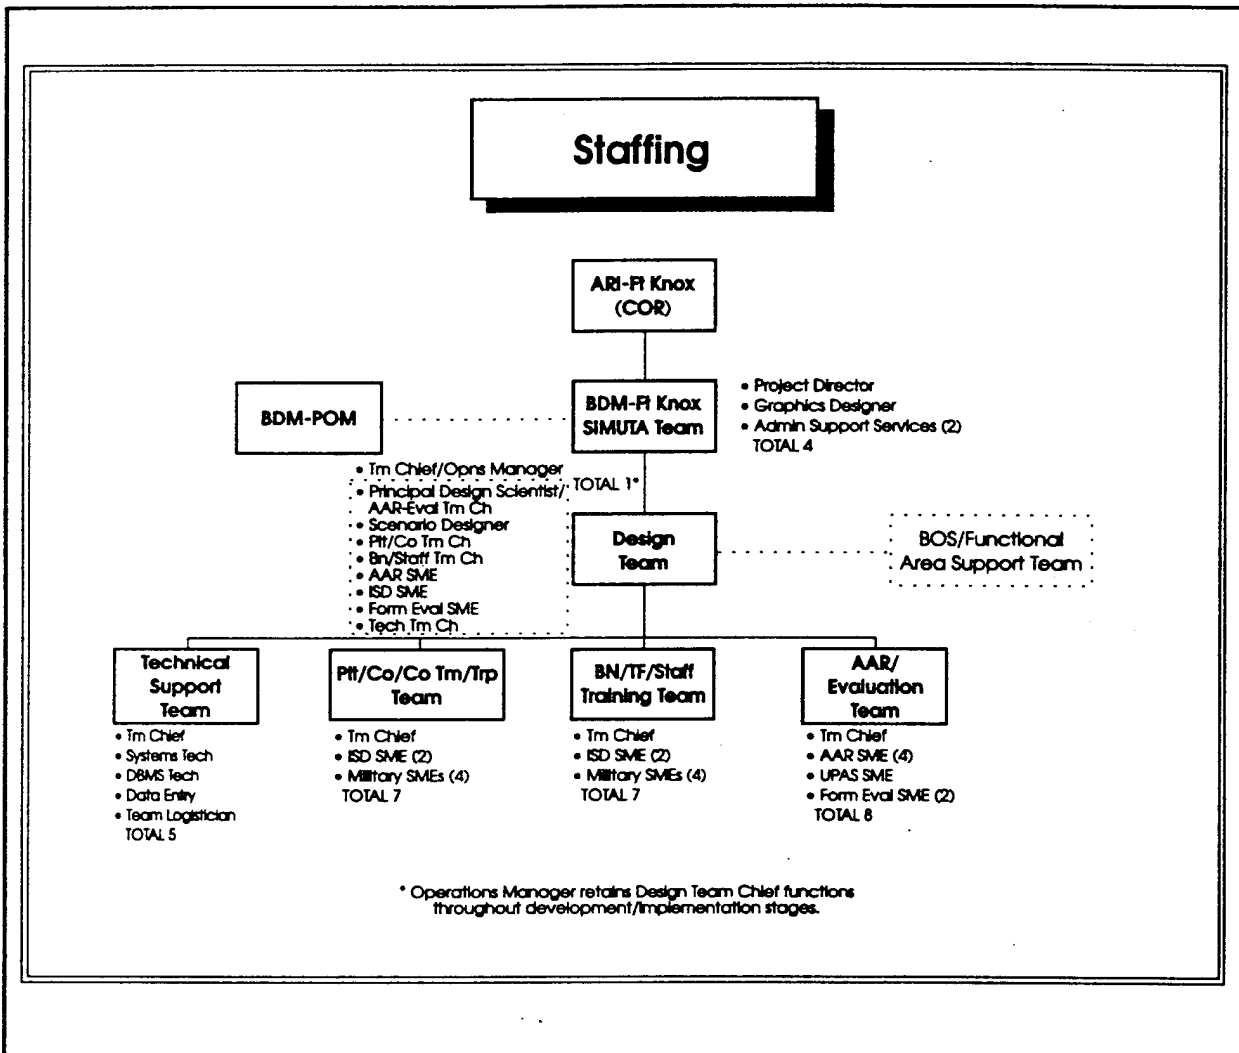 Staffing
ARI-Ft Knox
(COR)
BDM-POM
BDM-Ft Knox
SIMUTA Team
• Project Director
• Graphics Designer
• Admin Support Services (2)
TOTAL 4
• Tm Chief/Opns Manager
TOTAL 1*
• Principal Design Scientist/
AAR-Eval Tm Ch
• Scenario Designer
• Plt/Co Tm Ch
• Bn/Staff Tm Ch
• AAR SME
• ISD SME
• Form Eval SME
• Tech Tm Ch
Design
Team
BOS/Functional
Area Support Team
Technical
Support
Team
• Tm Chief
• Systems Tech
• DBMS Tech
• Data Entry
• Team Logistician
TOTAL 5
Plt/Co/Co Tm/Trp
Team
• Tm Chief
• ISD SME (2)
• Military SMEs (4)
TOTAL 7
BN/TF/Staff
Training Team
• Tm Chief
• ISD SME (2)
• Military SMEs (4)
TOTAL 7
AAR/
Evaluation
Team
• Tm Chief
• AAR SME (4)
• UPAS SME
• Form Eval SME (2)
TOTAL 8
* Operations Manager retains Design Team Chief functions
throughout development/implementation stages.